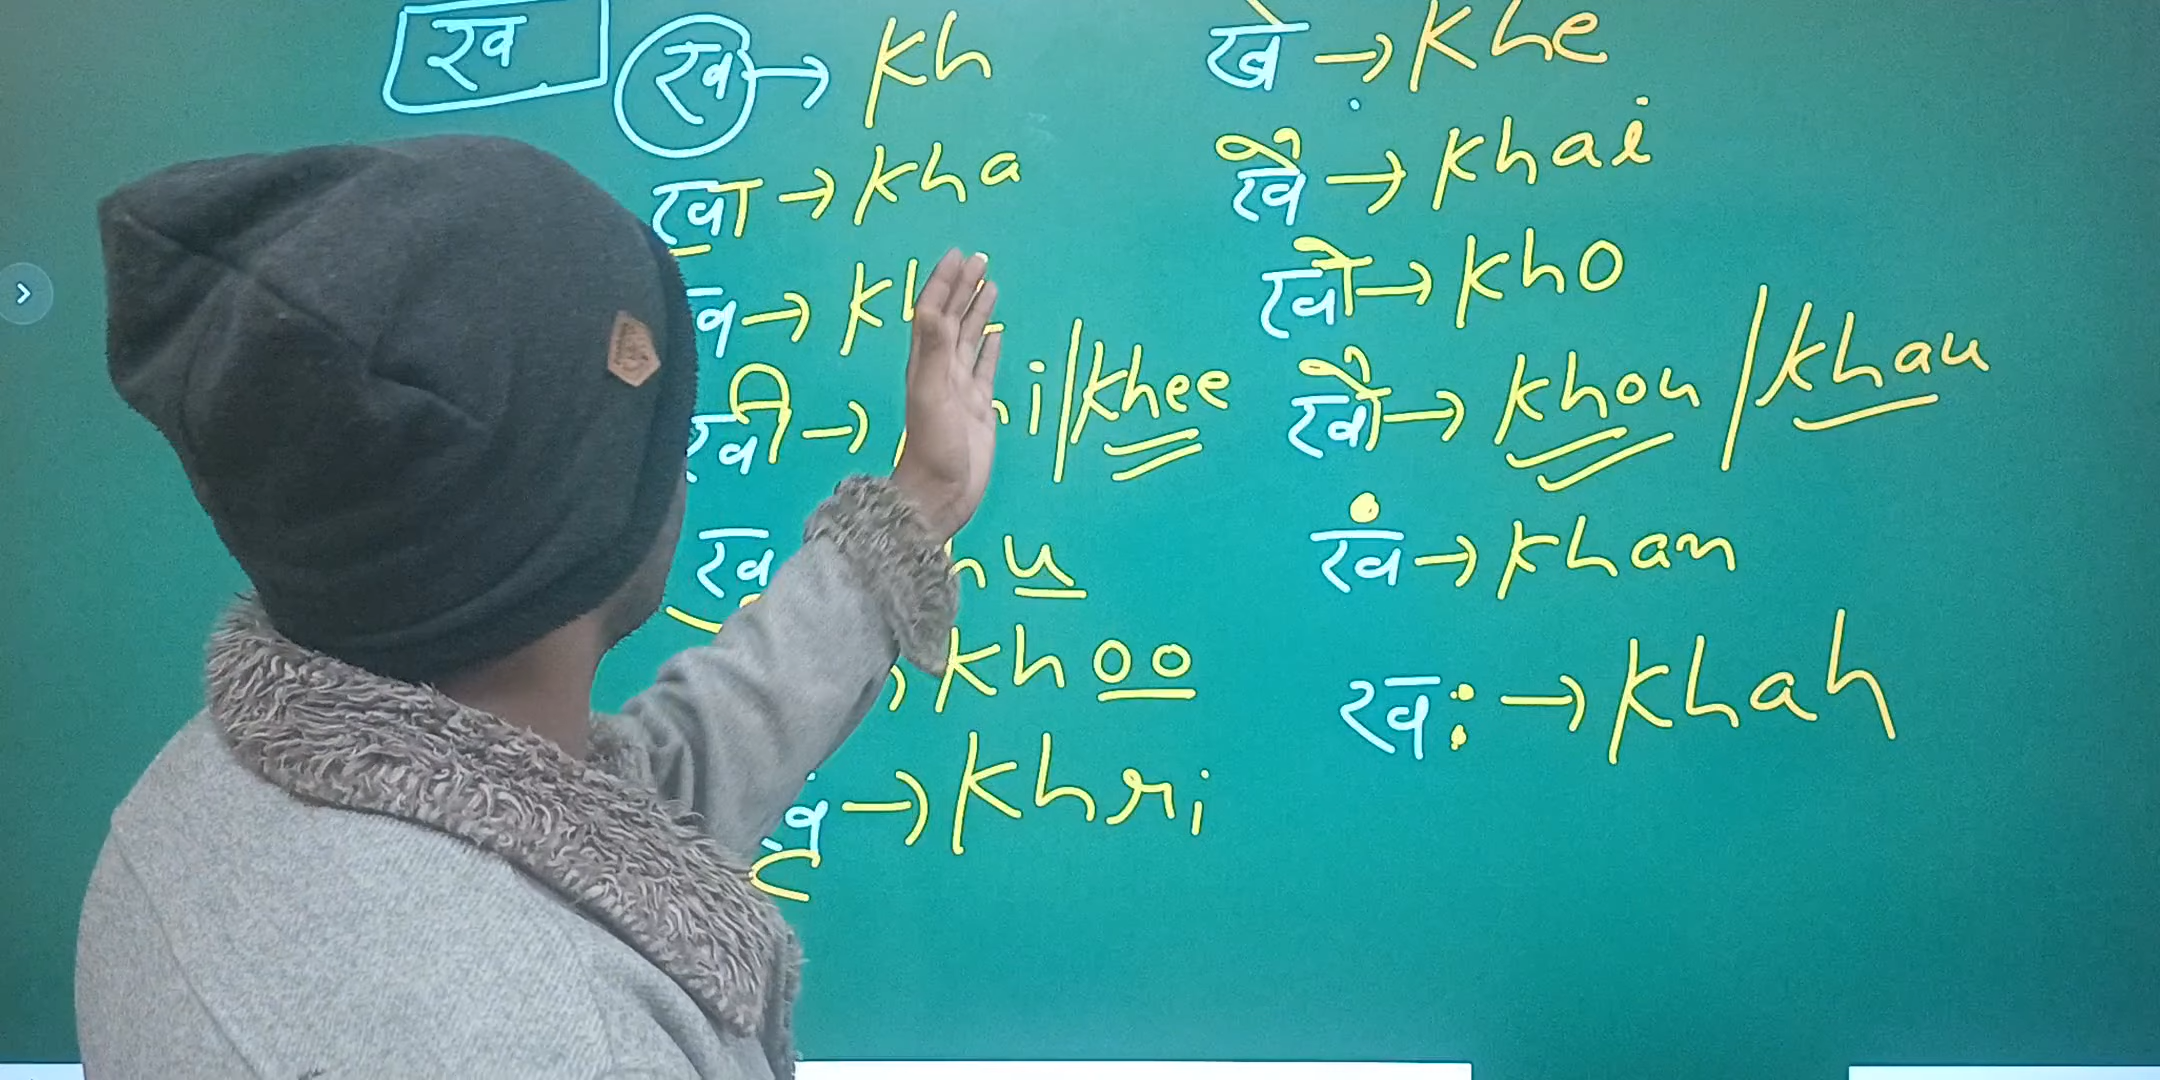 ख ख → kh
खा → kha
→
खी → i/khee
ख u
khoo
→ khri
खे → khe
खै → khai
खो → kho
खौ → khou/khau
खं → khan
खः → khah